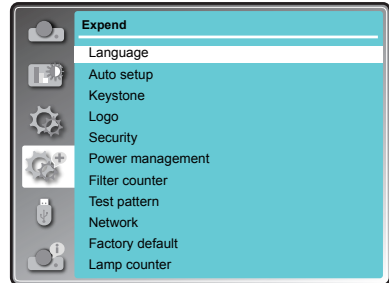 Expend
Language
Auto setup
Keystone
Logo
Security
Power management
Filter counter
Test pattern
Network
Factory default
Lamp counter